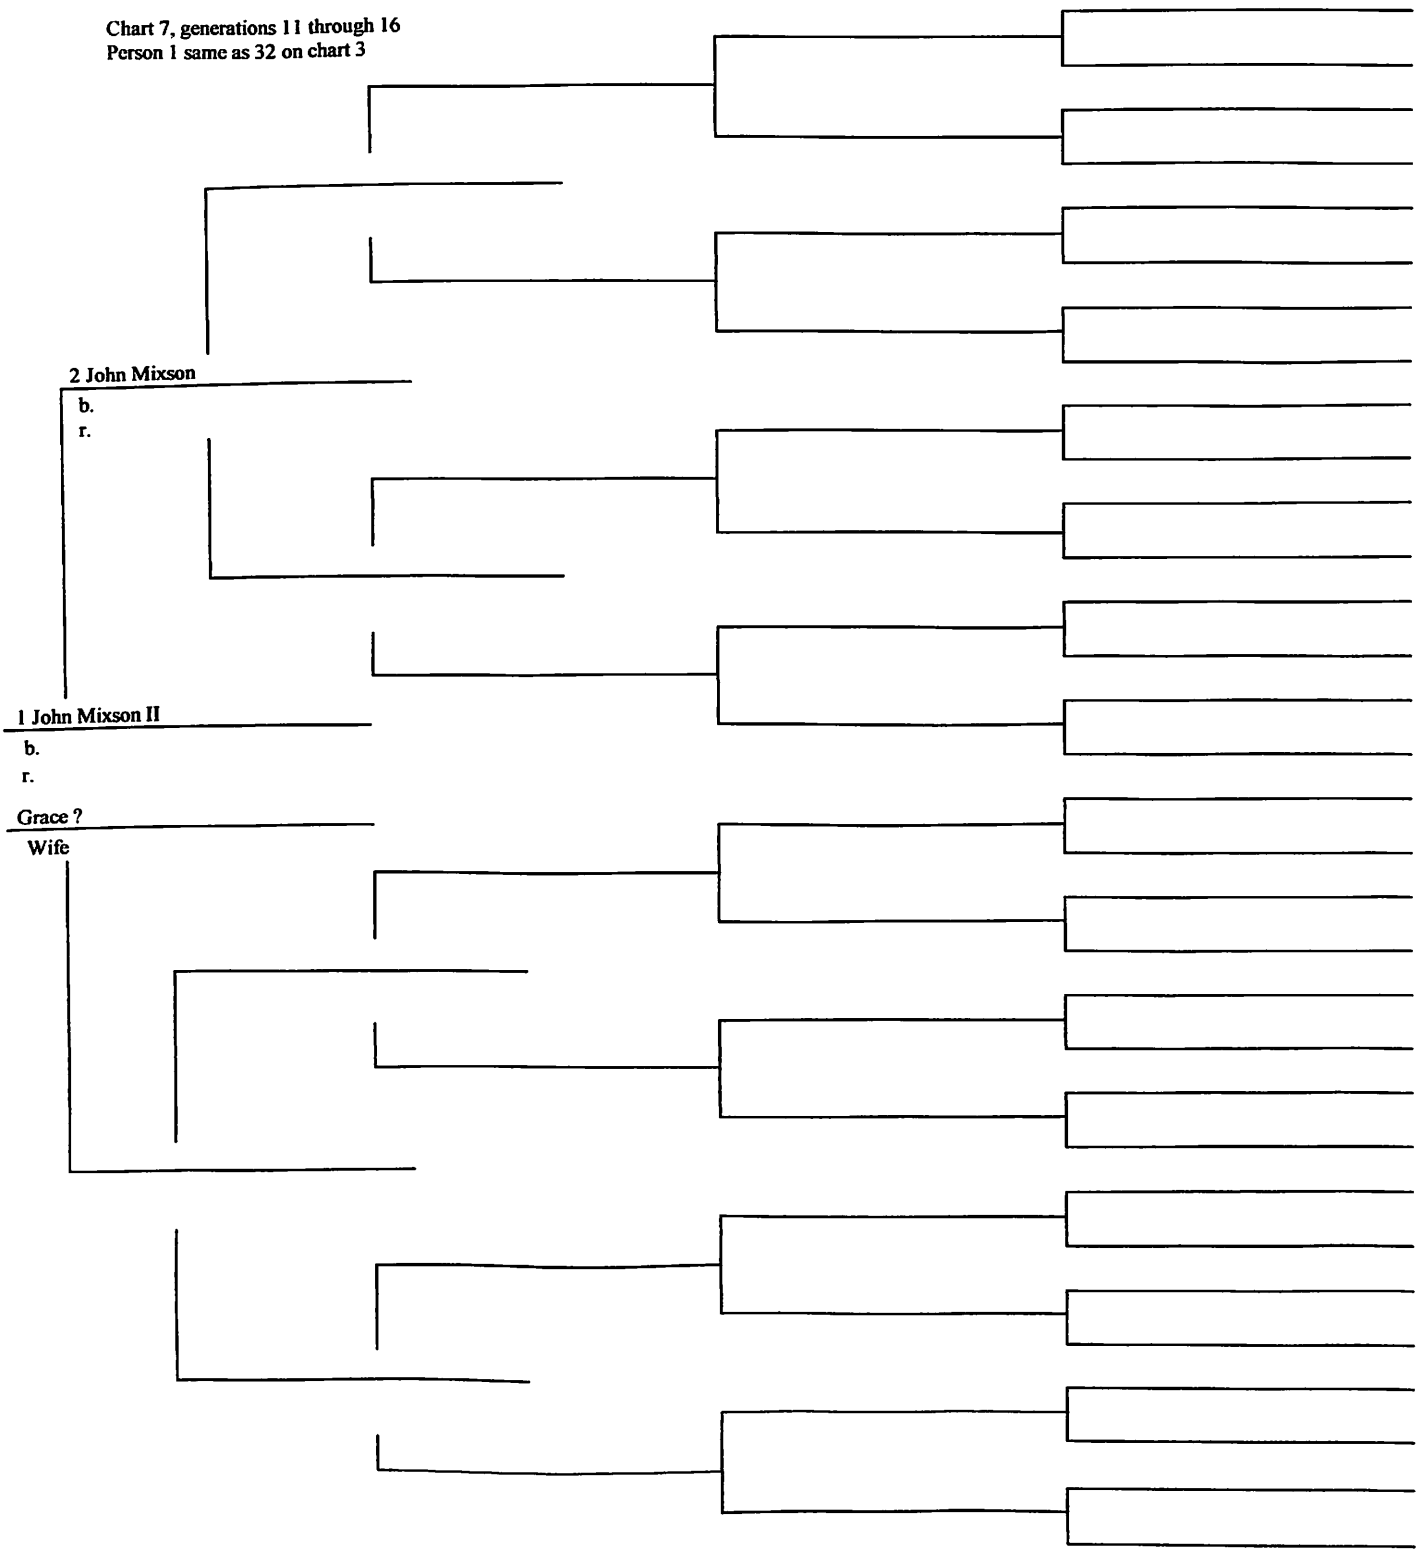 Chart 7, generations 11 through 16
Person 1 same as 32 on chart 3
2 John Mixson
b.
r.
1 John Mixson II
b.
r.
Grace ?
Wife